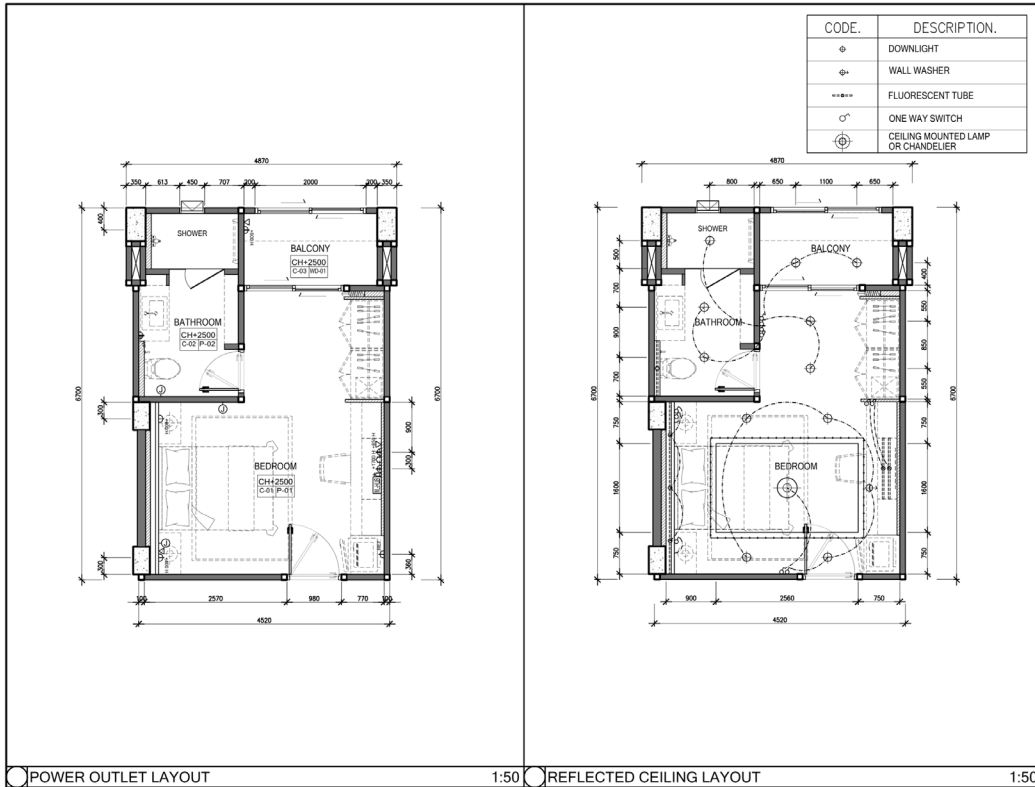 CODE. DESCRIPTION.
DOWNLIGHT
WALL WASHER
FLUORESCENT TUBE
ONE WAY SWITCH
CEILING MOUNTED LAMP
OR CHANDELIER
4870
350 613 450 707 200 2000 200 350
400
6700
6700
SHOWER
BALCONY
CH+2500
C-03 WD-01
BATHROOM
CH+2500
C-02 P-02
300
900
300
BEDROOM
CH+2500
C-01 P-01
300
360
100 2570 980 770 100
4520
4870
800 650 1100 650
SHOWER
BALCONY
500
400
700
550
BATHROOM
900
850
700
550
6700
6700
750
750
BEDROOM
1600
1600
750
750
900 2560 750
4520
POWER OUTLET LAYOUT 1:50
REFLECTED CEILING LAYOUT 1:50